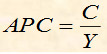 APC = C/Y